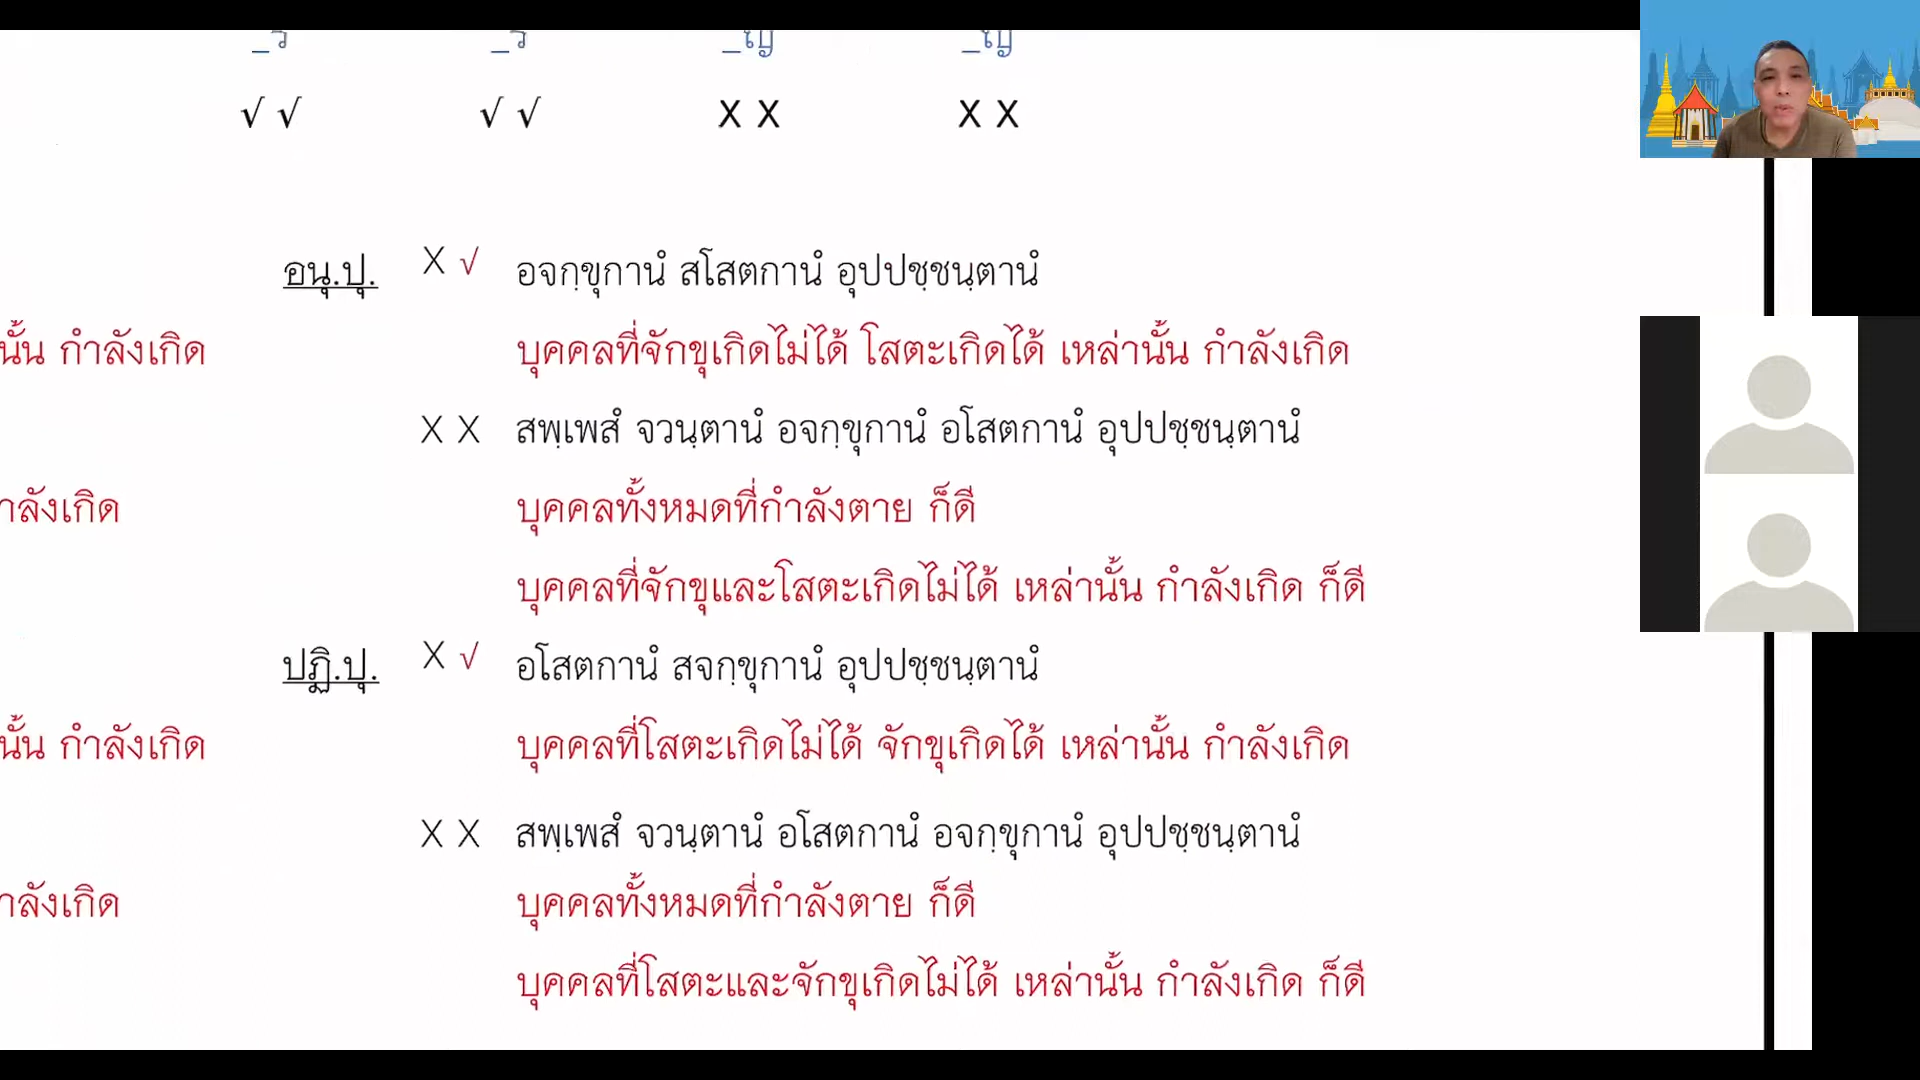 _วิ _วิ _ญ _ญ
√ √ √ √ X X X X
อนุ.ปุ. X √ อจกฺขุกานํ สโสตกานํ อุปปชฺชนฺตานํ
นั้น กำลังเกิด บุคคลที่จักขุเกิดไม่ได้ โสตะเกิดได้ เหล่านั้น กำลังเกิด
X X สพฺเพสํ จวนฺตานํ อจกฺขุกานํ อโสตกานํ อุปปชฺชนฺตานํ
ำลังเกิด บุคคลทั้งหมดที่กำลังตาย ก็ดี
บุคคลที่จักขุและโสตะเกิดไม่ได้ เหล่านั้น กำลังเกิด ก็ดี
ปฏิ.ปุ. X √ อโสตกานํ สจกฺขุกานํ อุปปชฺชนฺตานํ
นั้น กำลังเกิด บุคคลที่โสตะเกิดไม่ได้ จักขุเกิดได้ เหล่านั้น กำลังเกิด
X X สพฺเพสํ จวนฺตานํ อโสตกานํ อจกฺขุกานํ อุปปชฺชนฺตานํ
ำลังเกิด บุคคลทั้งหมดที่กำลังตาย ก็ดี
บุคคลที่โสตะและจักขุเกิดไม่ได้ เหล่านั้น กำลังเกิด ก็ดี